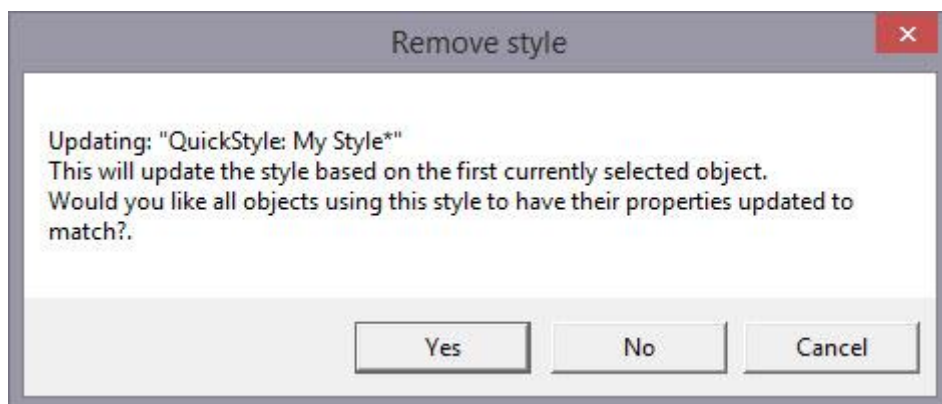 Remove style
Updating: "QuickStyle: My Style*"
This will update the style based on the first currently selected object.
Would you like all objects using this style to have their properties updated to
match?.
Yes
No
Cancel